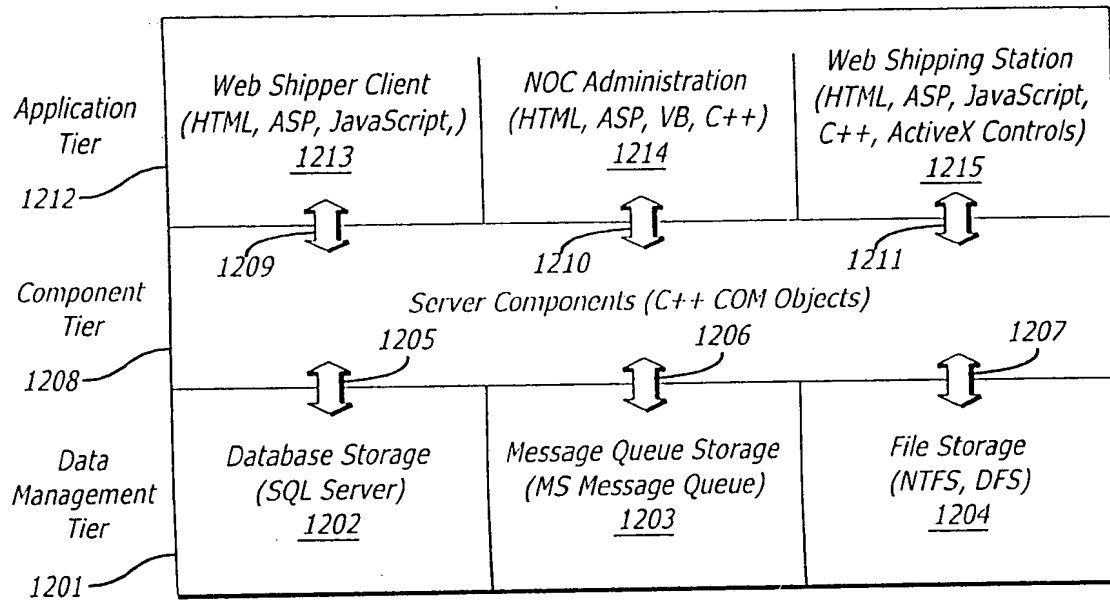 Application
Tier
1212
Web Shipper Client
(HTML, ASP, JavaScript,)
1213
NOC Administration
(HTML, ASP, VB, C++)
1214
Web Shipping Station
(HTML, ASP, JavaScript,
C++, ActiveX Controls)
1215
1209
1210
1211
Component
Tier
1208
Server Components (C++ COM Objects)
1205
1206
1207
Data
Management
Tier
1201
Database Storage
(SQL Server)
1202
Message Queue Storage
(MS Message Queue)
1203
File Storage
(NTFS, DFS)
1204